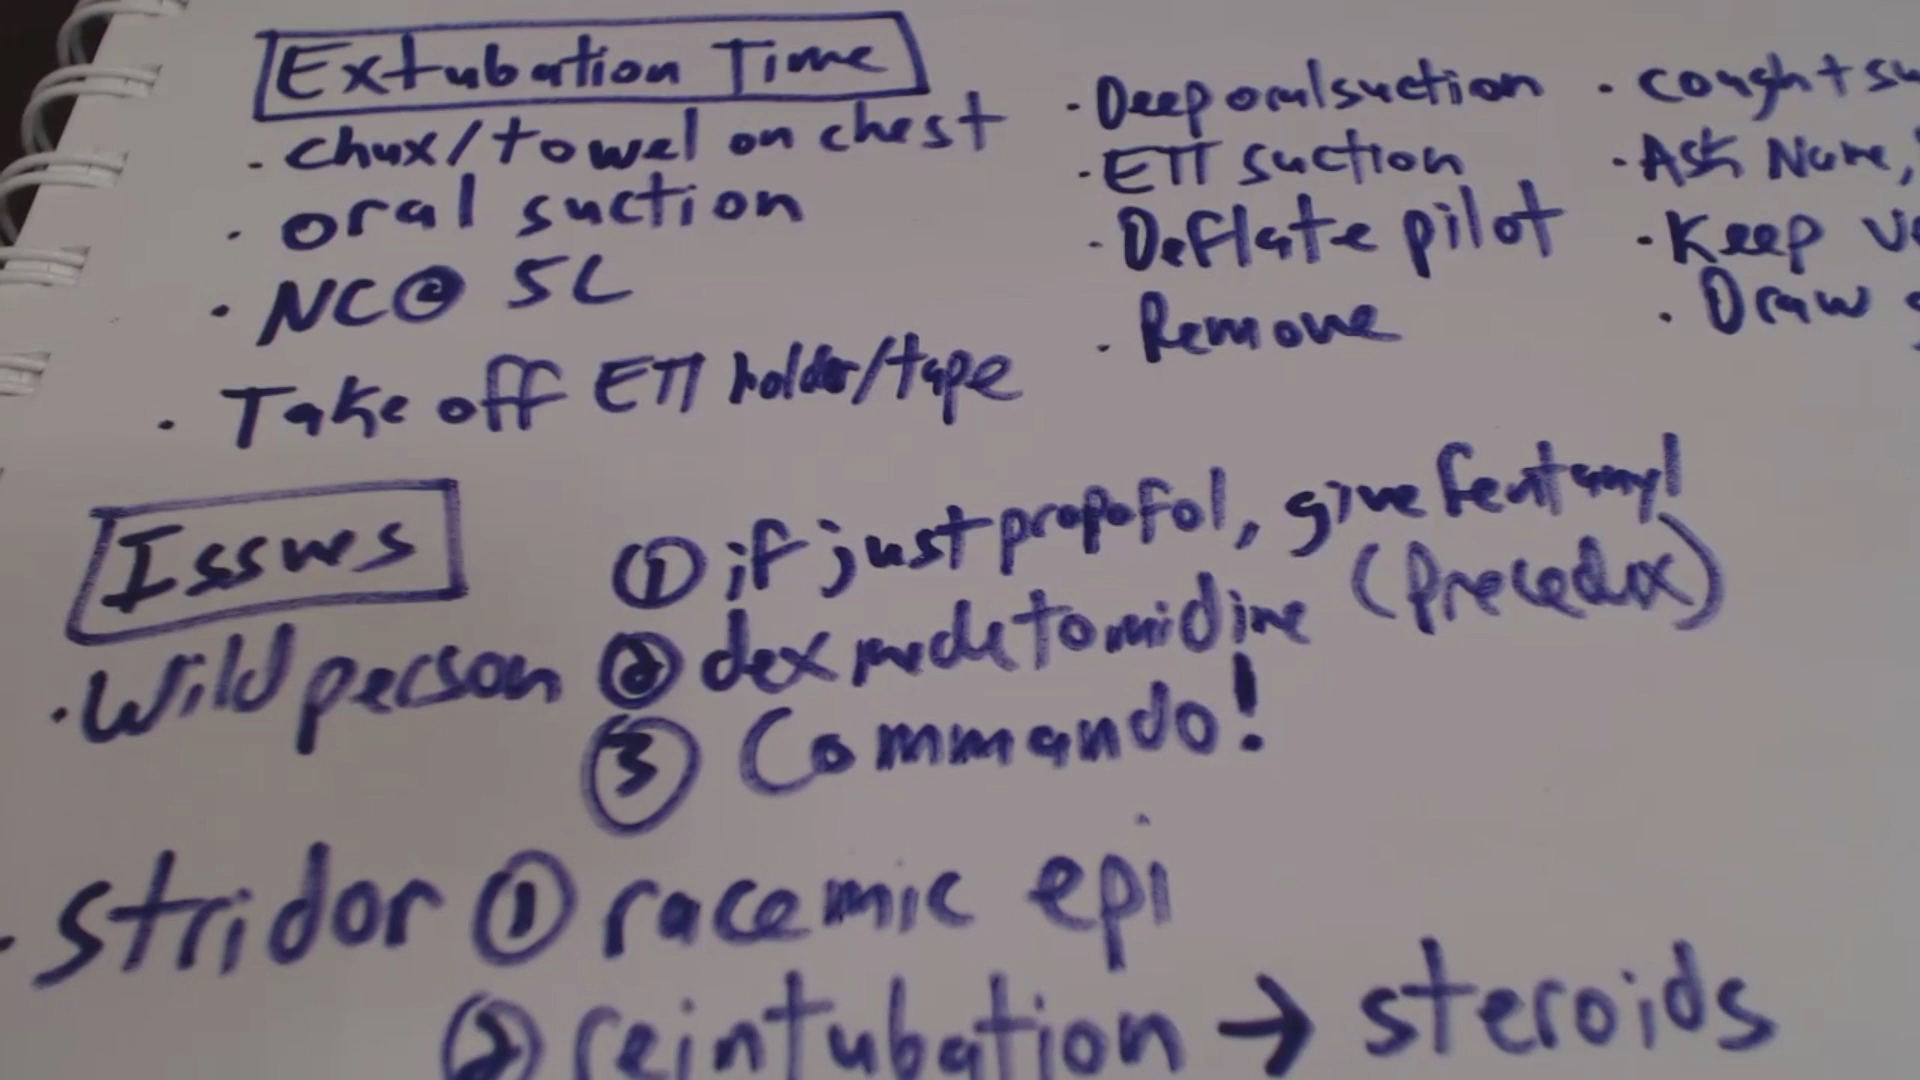 Extubation Time
· Chux/towel on chest
· oral suction
· NC@ 5L
· Take off ETT holder/tape
· Deep oral suction
· ETT suction
· Deflate pilot
· Remove
· Cough + su
· Ask Name,
· Keep
· Draw
Issues
· Wild person
① if just propofol, give fentanyl
② dexmedetomidine (Precedex)
③ Commando!
· Stridor ① racemic epi
② reintubation → steroids